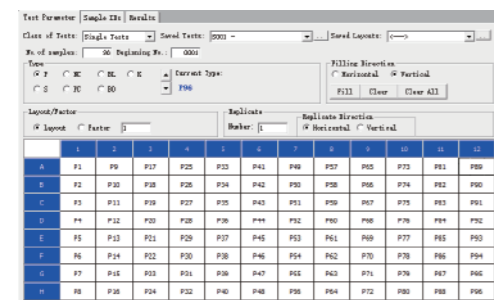 Test Parameter Sample IDs Results
Class of Tests: Single Tests Saved Tests: S001 - ... Saved Layouts: <--->
No. of samples: 96 Beginning No.: 0001
Type Filling Direction
P NC BL E Current Type: Horizontal Vertical
S PC BO P96 Fill Clear Clear All
Layout/Factor Replicate Replicate Direction
layout Factor 1 Number: 1 Horizontal Vertical
1 2 3 4 5 6 7 8 9 10 11 12
A P1 P9 P17 P25 P33 P41 P49 P57 P65 P73 P81 P89
B P2 P10 P18 P26 P34 P42 P50 P58 P66 P74 P82 P90
C P3 P11 P19 P27 P35 P43 P51 P59 P67 P75 P83 P91
D P4 P12 P20 P28 P36 P44 P52 P60 P68 P76 P84 P92
E P5 P13 P21 P29 P37 P45 P53 P61 P69 P77 P85 P93
F P6 P14 P22 P30 P38 P46 P54 P62 P70 P78 P86 P94
G P7 P15 P23 P31 P39 P47 P55 P63 P71 P79 P87 P95
H P8 P16 P24 P32 P40 P48 P56 P64 P72 P80 P88 P96